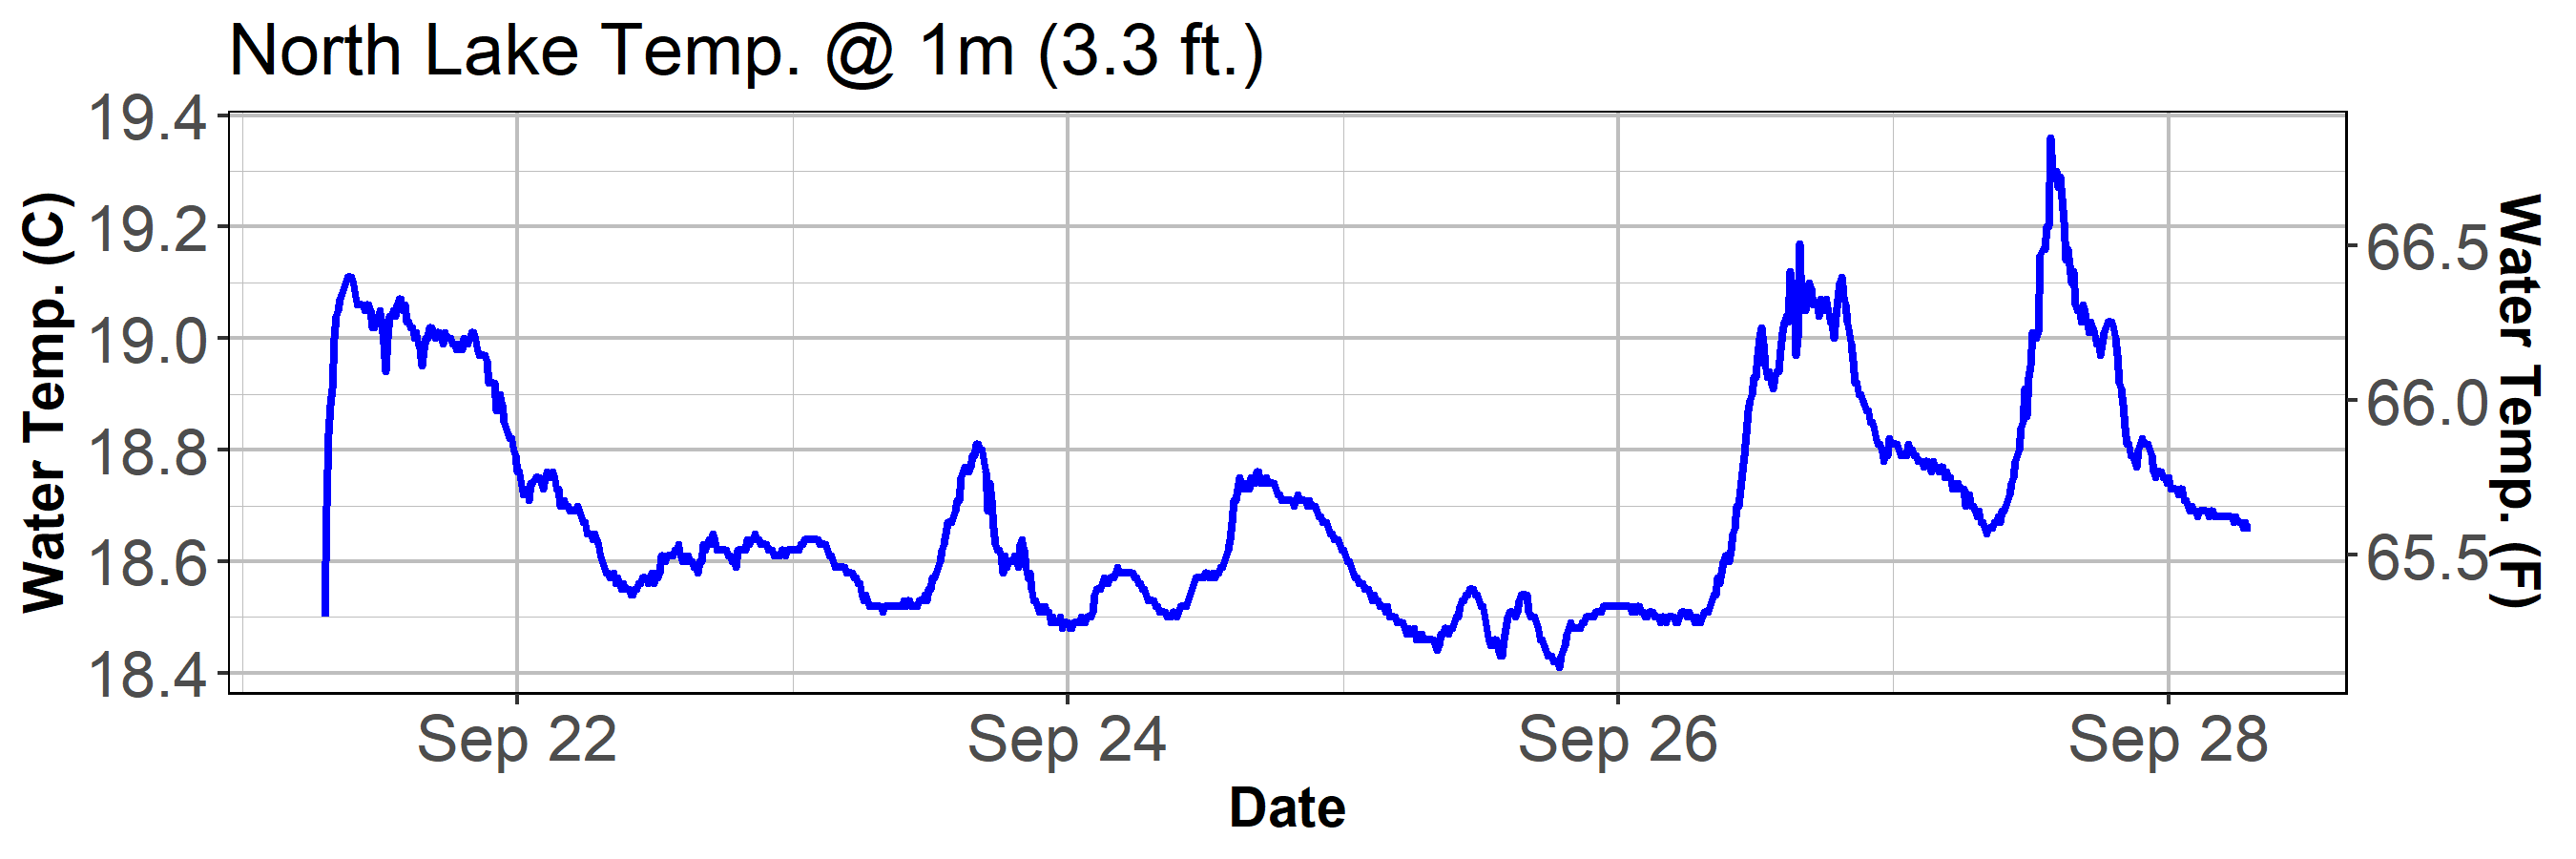 North Lake Temp. @ 1m (3.3 ft.)
19.4
19.2
19.0
18.8
18.6
18.4
Water Temp. (C)
66.5
66.0
65.5
Water Temp. (F)
Sep 22
Sep 24
Sep 26
Sep 28
Date